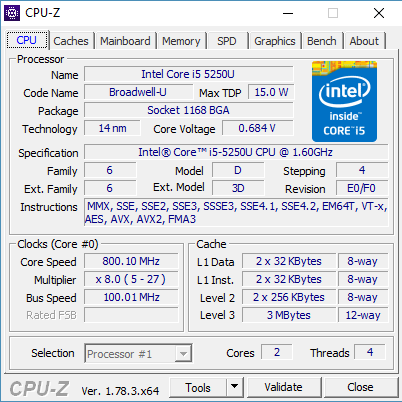 CPU-Z
CPU Caches Mainboard Memory SPD Graphics Bench About
Processor
Name Intel Core i5 5250U
Code Name Broadwell-U Max TDP 15.0 W
Package Socket 1168 BGA
Technology 14 nm Core Voltage 0.684 V
intel inside™ CORE™ i5
Specification Intel® Core™ i5-5250U CPU @ 1.60GHz
Family 6 Model D Stepping 4
Ext. Family 6 Ext. Model 3D Revision E0/F0
Instructions MMX, SSE, SSE2, SSE3, SSSE3, SSE4.1, SSE4.2, EM64T, VT-x,
AES, AVX, AVX2, FMA3
Clocks (Core #0)
Core Speed 800.10 MHz
Multiplier x 8.0 ( 5 - 27 )
Bus Speed 100.01 MHz
Rated FSB
Cache
L1 Data 2 x 32 KBytes 8-way
L1 Inst. 2 x 32 KBytes 8-way
Level 2 2 x 256 KBytes 8-way
Level 3 3 MBytes 12-way
Selection Processor #1 Cores 2 Threads 4
CPU-Z Ver. 1.78.3.x64 Tools Validate Close